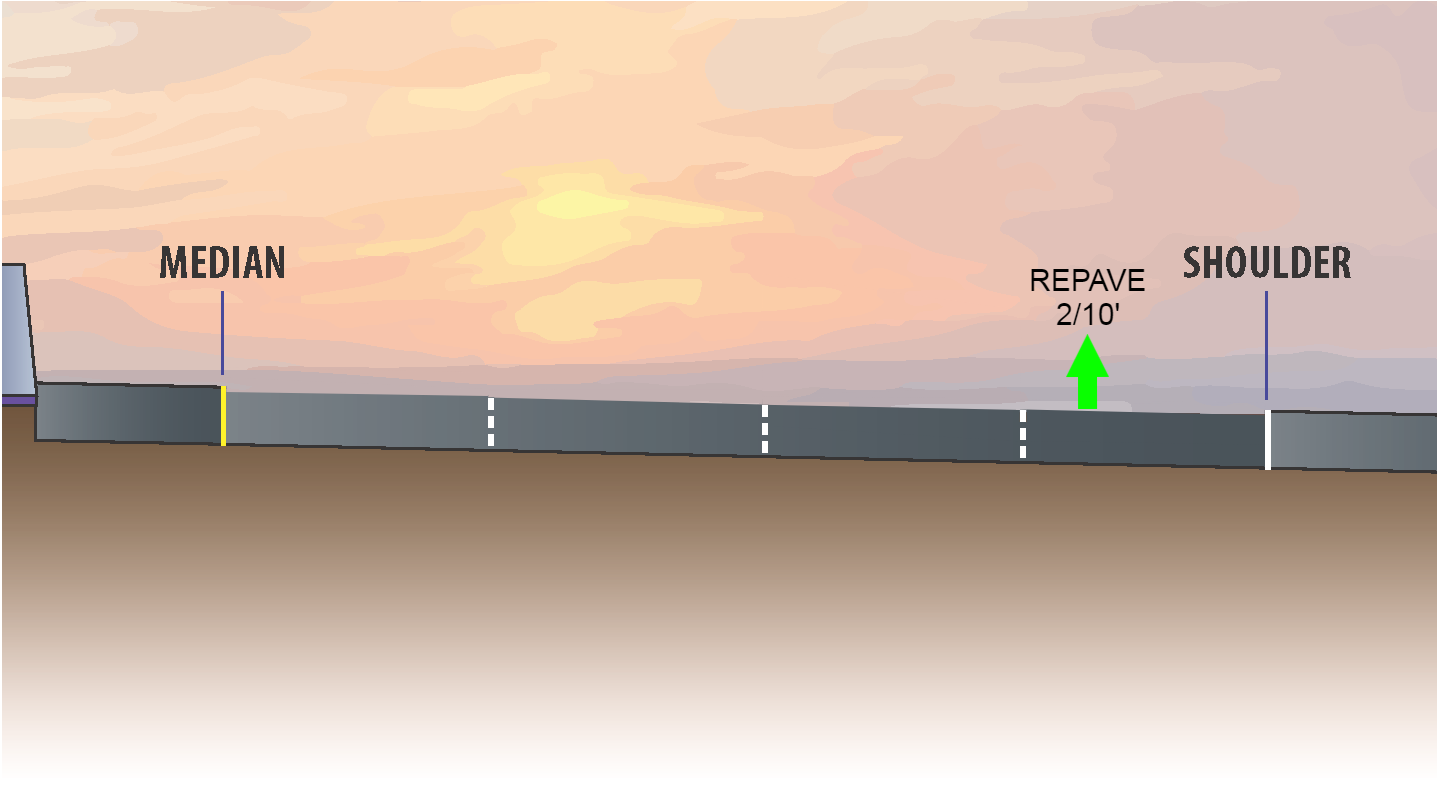 MEDIAN
REPAVE
2/10'
SHOULDER